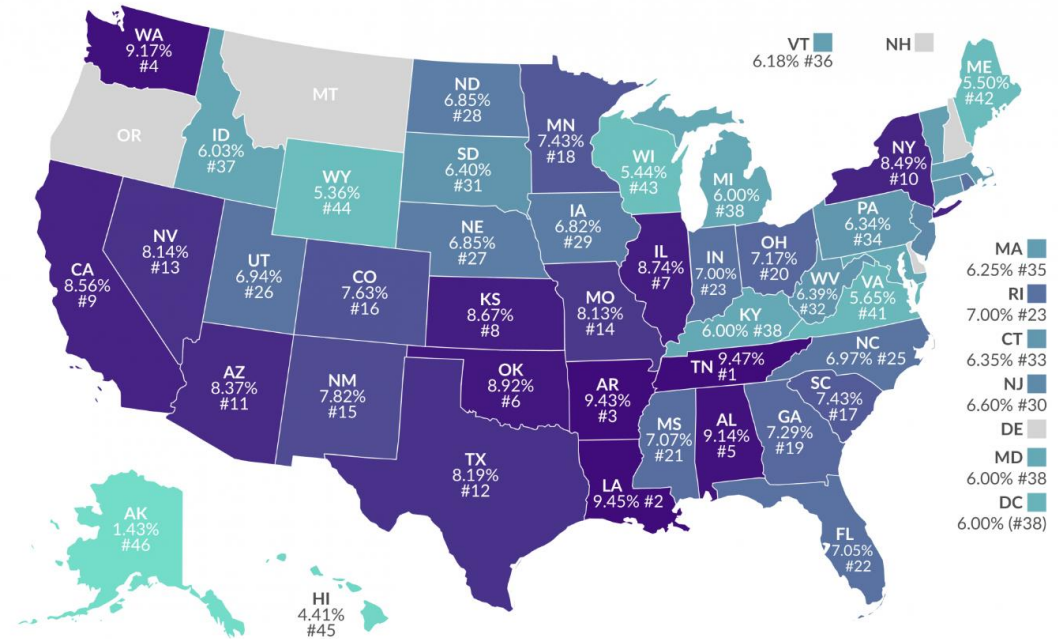 WA
9.17%
#4
MT
OR
ID
6.03%
#37
WY
5.36%
#44
ND
6.85%
#28
SD
6.40%
#31
NE
6.85%
#27
MN
7.43%
#18
WI
5.44%
#43
MI
6.00%
#38
IA
6.82%
#29
VT
6.18% #36
NH
ME
5.50%
#42
NY
8.49%
#10
PA
6.34%
#34
CA
8.56%
#9
NV
8.14%
#13
UT
6.94%
#26
CO
7.63%
#16
KS
8.67%
#8
MO
8.13%
#14
IL
8.74%
#7
IN
7.00%
#23
OH
7.17%
#20
WV
6.39%
#32
VA
5.65%
#41
KY
6.00% #38
NC
6.97% #25
TN 9.47%
#1
SC
7.43%
#17
AZ
8.37%
#11
NM
7.82%
#15
OK
8.92%
#6
AR
9.43%
#3
MS
7.07%
#21
AL
9.14%
#5
GA
7.29%
#19
TX
8.19%
#12
LA
9.45% #2
FL
7.05%
#22
AK
1.43%
#46
HI
4.41%
#45
MA
6.25% #35
RI
7.00% #23
CT
6.35% #33
NJ
6.60% #30
DE
MD
6.00% #38
DC
6.00% (#38)